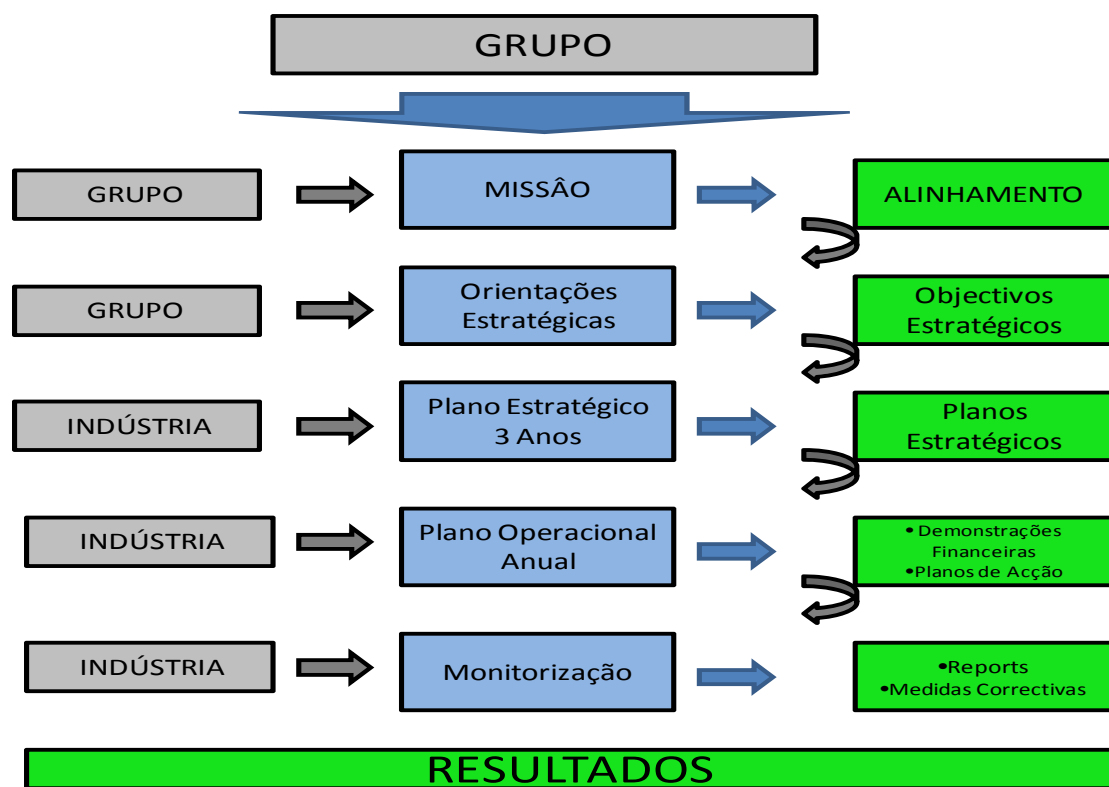 GRUPO
GRUPO
MISSÂO
ALINHAMENTO
GRUPO
Orientações
Estratégicas
Objectivos
Estratégicos
INDÚSTRIA
Plano Estratégico
3 Anos
Planos
Estratégicos
INDÚSTRIA
Plano Operacional
Anual
•Demonstrações
Financeiras
•Planos de Acção
INDÚSTRIA
Monitorização
•Reports
•Medidas Correctivas
RESULTADOS